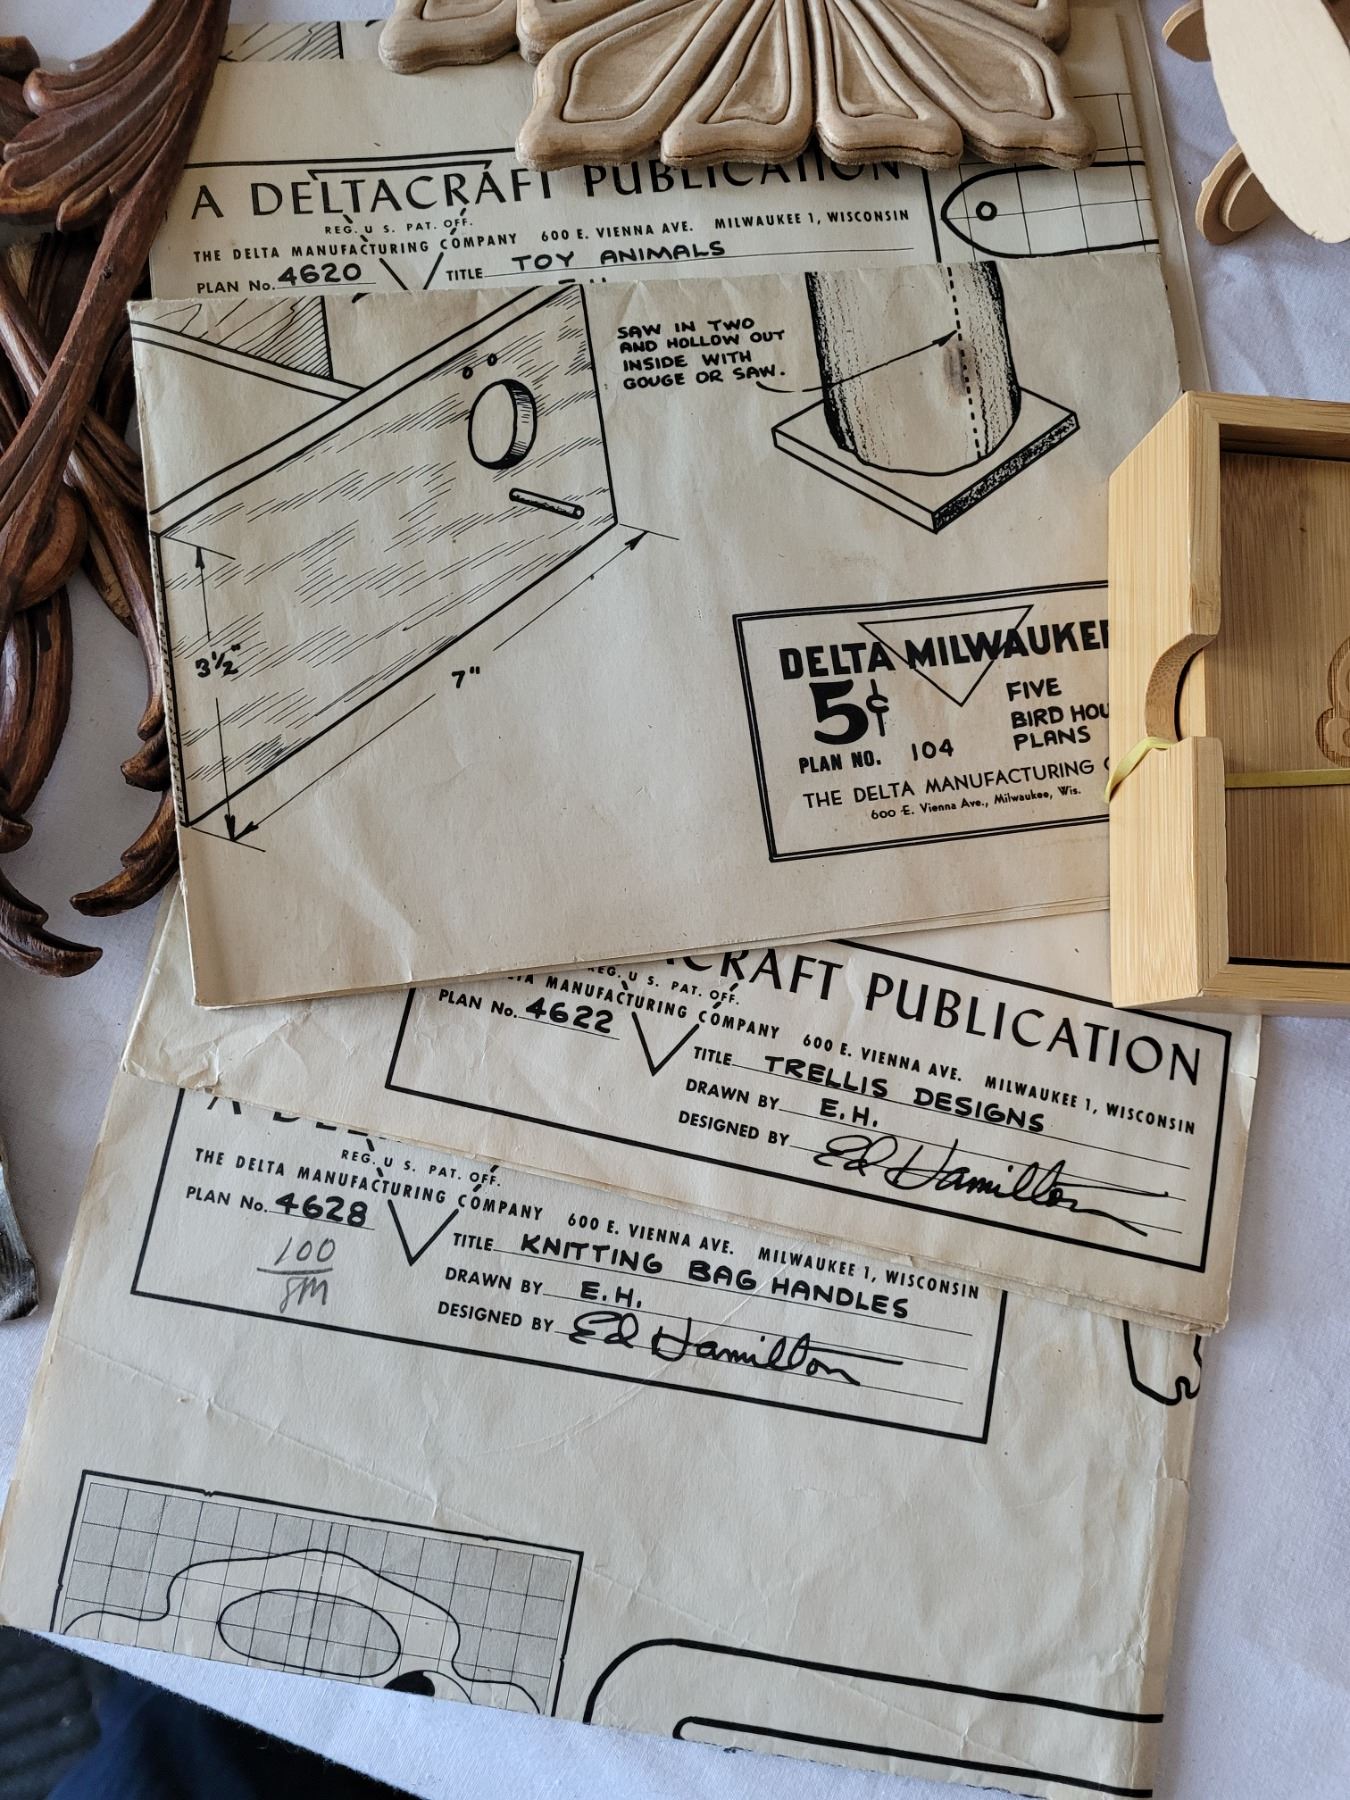 A DELTACRAFT PUBLICATION
REG. U. S. PAT. OFF.
THE DELTA MANUFACTURING COMPANY 600 E. VIENNA AVE. MILWAUKEE 1, WISCONSIN
PLAN No. 4620 TITLE TOY ANIMALS
SAW IN TWO
AND HOLLOW OUT
INSIDE WITH
GOUGE OR SAW.
3½"
7"
DELTA MILWAUKEE
5¢
FIVE
BIRD HOU
PLANS
PLAN NO. 104
THE DELTA MANUFACTURING
600 E. Vienna Ave., Milwaukee, Wis.
CRAFT PUBLICATION
REG. U. S. PAT. OFF.
MANUFACTURING COMPANY 600 E. VIENNA AVE. MILWAUKEE 1, WISCONSIN
PLAN No. 4622 TITLE TRELLIS DESIGNS
DRAWN BY E.H.
DESIGNED BY Ed Hamilton
REG. U. S. PAT. OFF.
THE DELTA MANUFACTURING COMPANY 600 E. VIENNA AVE. MILWAUKEE 1, WISCONSIN
PLAN No. 4628 TITLE KNITTING BAG HANDLES
100
DRAWN BY E.H.
DESIGNED BY Ed Hamilton